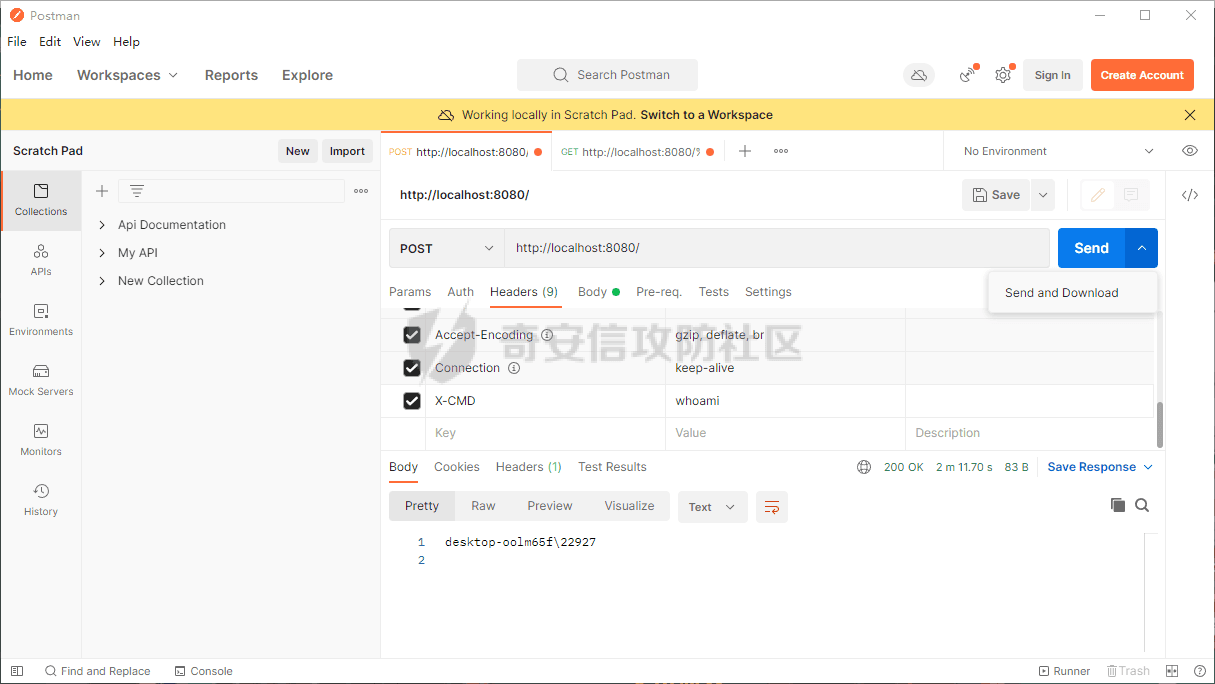 Postman
File Edit View Help
Home Workspaces Reports Explore Search Postman Sign In Create Account
Working locally in Scratch Pad. Switch to a Workspace
Scratch Pad New Import POST http://localhost:8080/ GET http://localhost:8080/% No Environment
http://localhost:8080/ Save
Collections
Api Documentation
My API
New Collection
APIs
Environments
Mock Servers
Monitors
History
POST http://localhost:8080/ Send
Send and Download
Params Auth Headers (9) Body Pre-req. Tests Settings
Accept-Encoding gzip, deflate, br
奇安信攻防社区
Connection keep-alive
X-CMD whoami
Key Value Description
Body Cookies Headers (1) Test Results 200 OK 2 m 11.70 s 83 B Save Response
Pretty Raw Preview Visualize Text
1 desktop-oolm65f\22927
2
Find and Replace Console Runner Trash